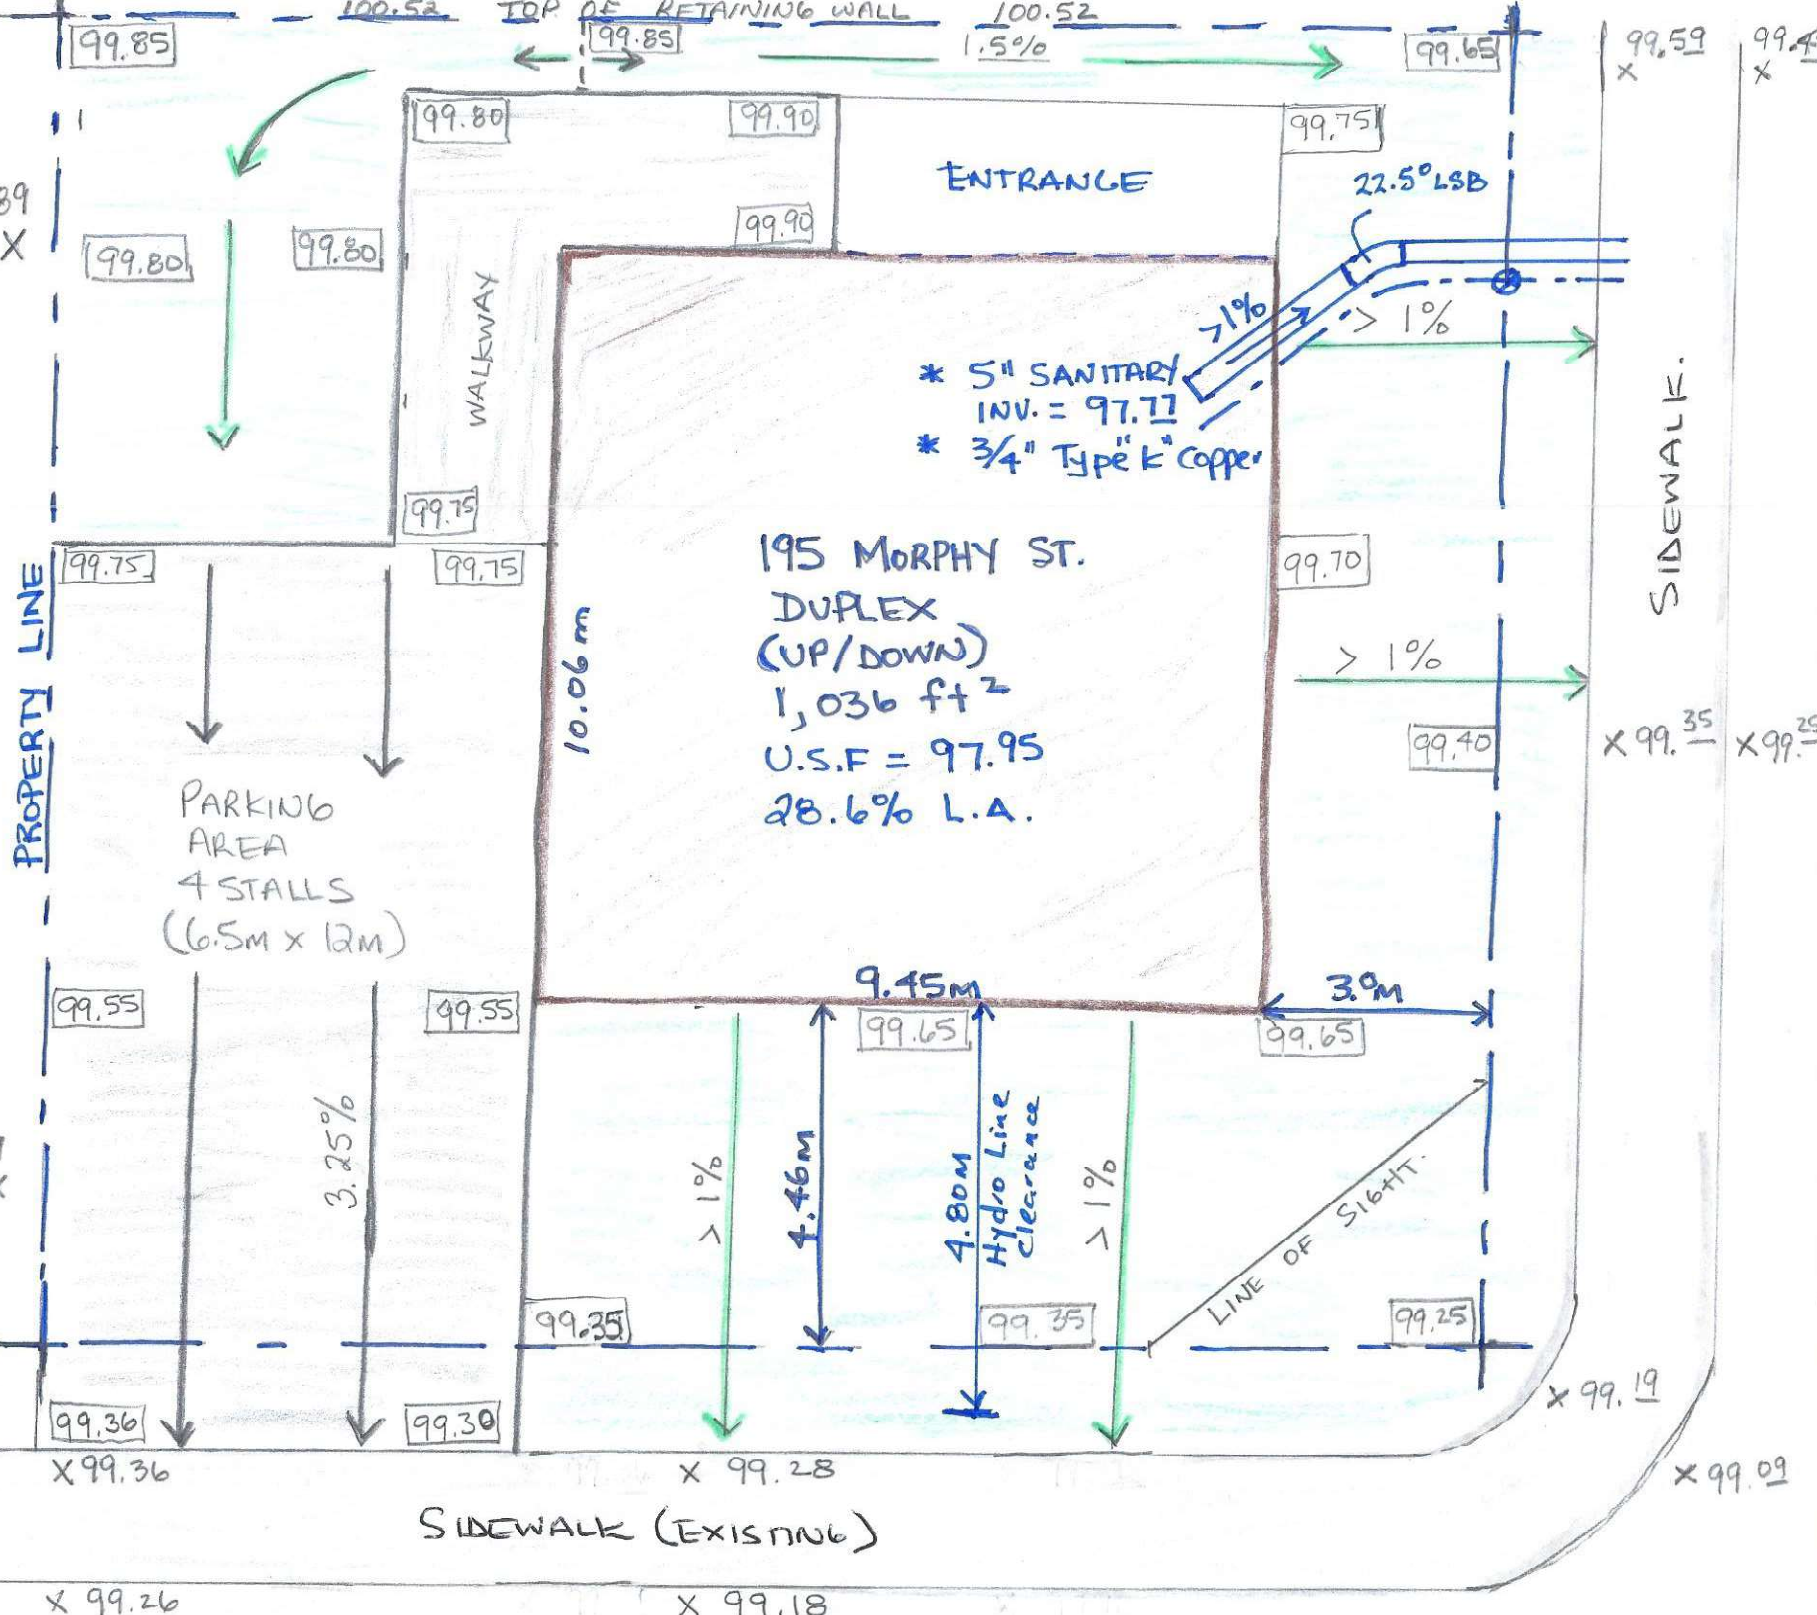 100.52 TOP OF RETAINING WALL 100.52
99.85
99.85
1.5%
99.65
99.59
x
x
99.80
99.90
99.75
ENTRANCE
22.5° LSB
39
X
99.80
99.80
99.90
WALKWAY
>1%
> 1%
* 5" SANITARY
INV. = 97.77
* 3/4" Type "K" Copper
SIDEWALK.
99.75
99.75
99.75
PROPERTY LINE
10.06m
195 MORPHY ST.
DUPLEX
(UP/DOWN)
1,036 ft²
U.S.F = 97.95
28.6% L.A.
99.70
> 1%
99.40
x 99.35
x 99.25
PARKING
AREA
4 STALLS
(6.5m x 12m)
99.55
99.55
9.45m
3.0m
99.65
99.65
3.25%
> 1%
4.46m
4.80m
Hydro Line
Clearance
> 1%
LINE OF SIGHT.
99.35
99.35
99.25
99.36
99.30
x 99.19
x 99.36
x 99.28
x 99.09
SIDEWALK (EXISTING)
x 99.26
x 99.18